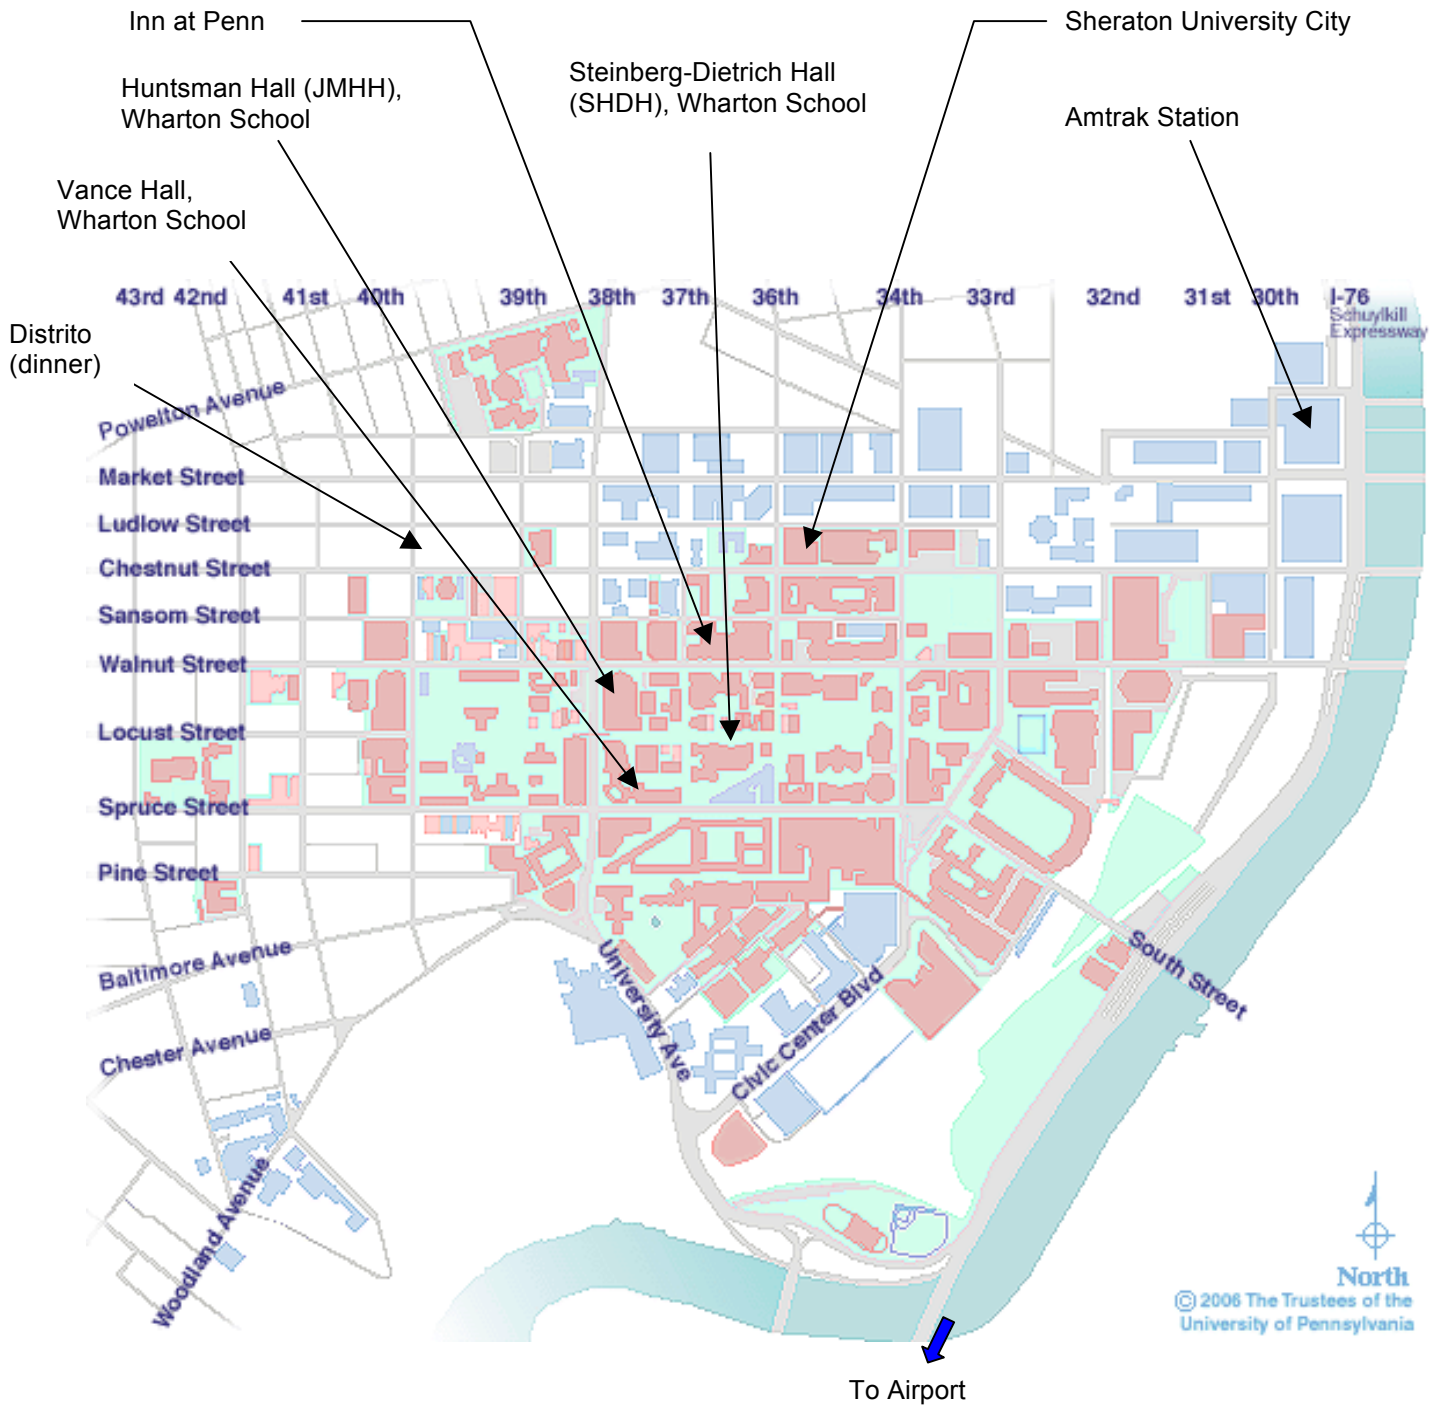 Inn at Penn
Sheraton University City
Huntsman Hall (JMHH),
Wharton School
Steinberg-Dietrich Hall
(SHDH), Wharton School
Amtrak Station
Vance Hall,
Wharton School
43rd 42nd 41st 40th 39th 38th 37th 36th 34th 33rd 32nd 31st 30th I-76
Schuylkill
Expressway
Distrito
(dinner)
Powelton Avenue
Market Street
Ludlow Street
Chestnut Street
Sansom Street
Walnut Street
Locust Street
Spruce Street
Pine Street
Baltimore Avenue
University Ave
Civic Center Blvd
South Street
Chester Avenue
Woodland Avenue
North
© 2006 The Trustees of the
University of Pennsylvania
To Airport